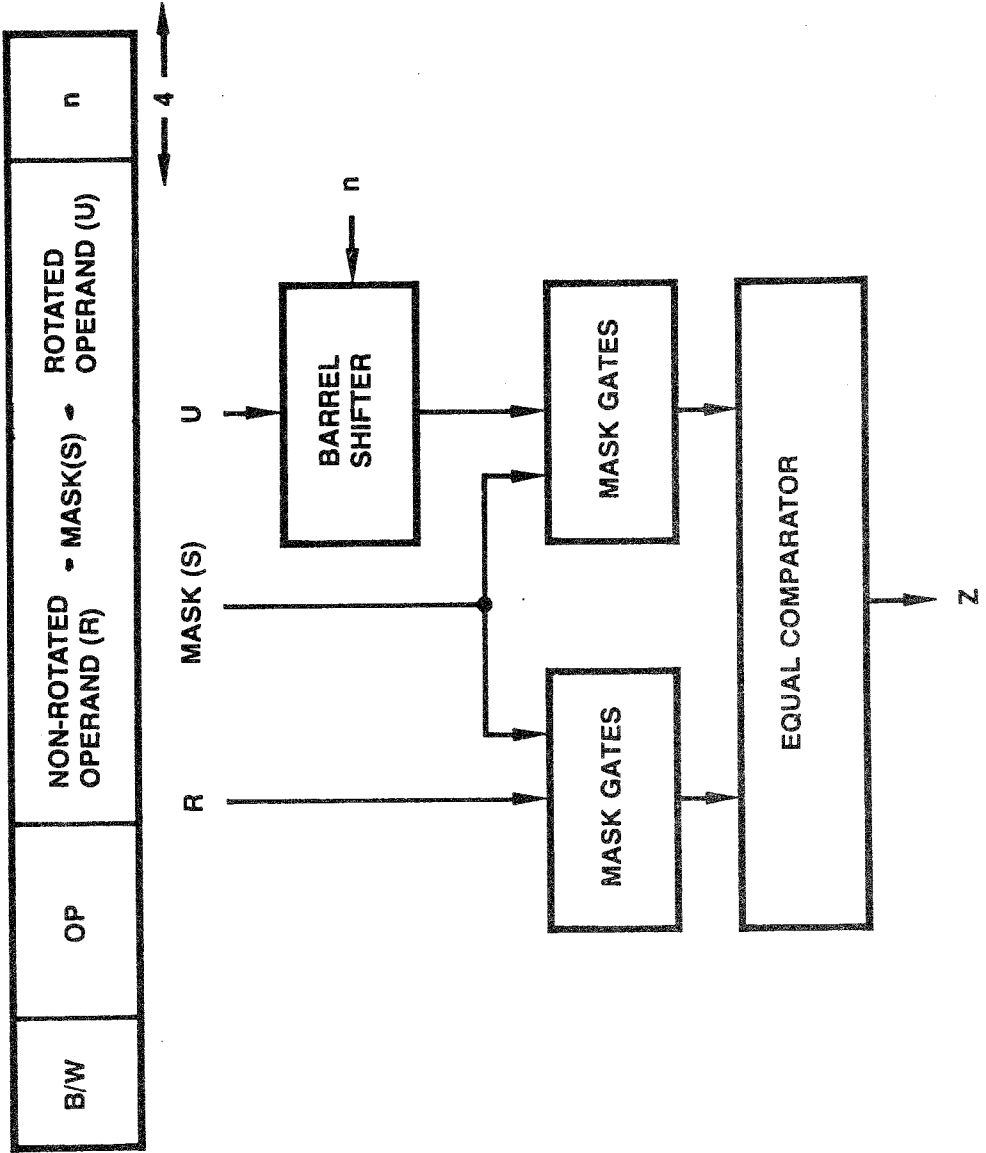 B/W
OP
NON-ROTATED
OPERAND (R)
MASK(S)
ROTATED
OPERAND (U)
n
4
R
MASK (S)
U
BARREL
SHIFTER
n
MASK GATES
MASK GATES
EQUAL COMPARATOR
Z